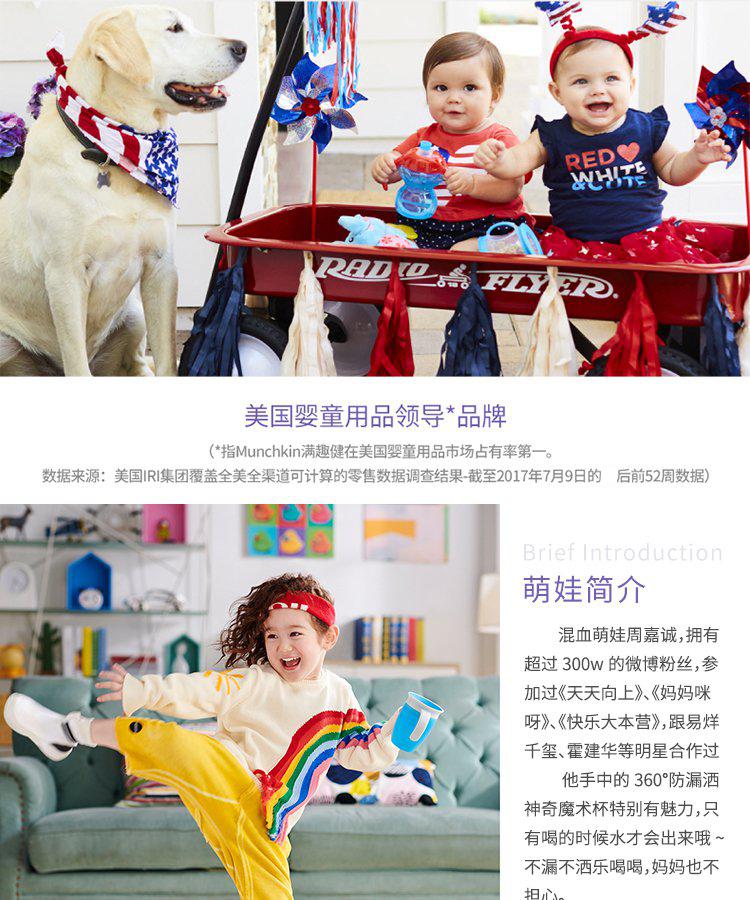 RED
WHITE
&CUTE
RADIO FLYER
美国婴童用品领导*品牌
（*指Munchkin满趣健在美国婴童用品市场占有率第一。
数据来源：美国IRI集团覆盖全美全渠道可计算的零售数据调查结果-截至2017年7月9日的 后前52周数据）
Brief Introduction
萌娃简介
混血萌娃周嘉诚，拥有
超过 300w 的微博粉丝，参
加过《天天向上》、《妈妈咪
呀》、《快乐大本营》，跟易烊
千玺、霍建华等明星合作过
他手中的 360°防漏洒
神奇魔术杯特别有魅力，只
有喝的时候水才会出来哦 ~
不漏不洒乐喝喝，妈妈也不
担心。